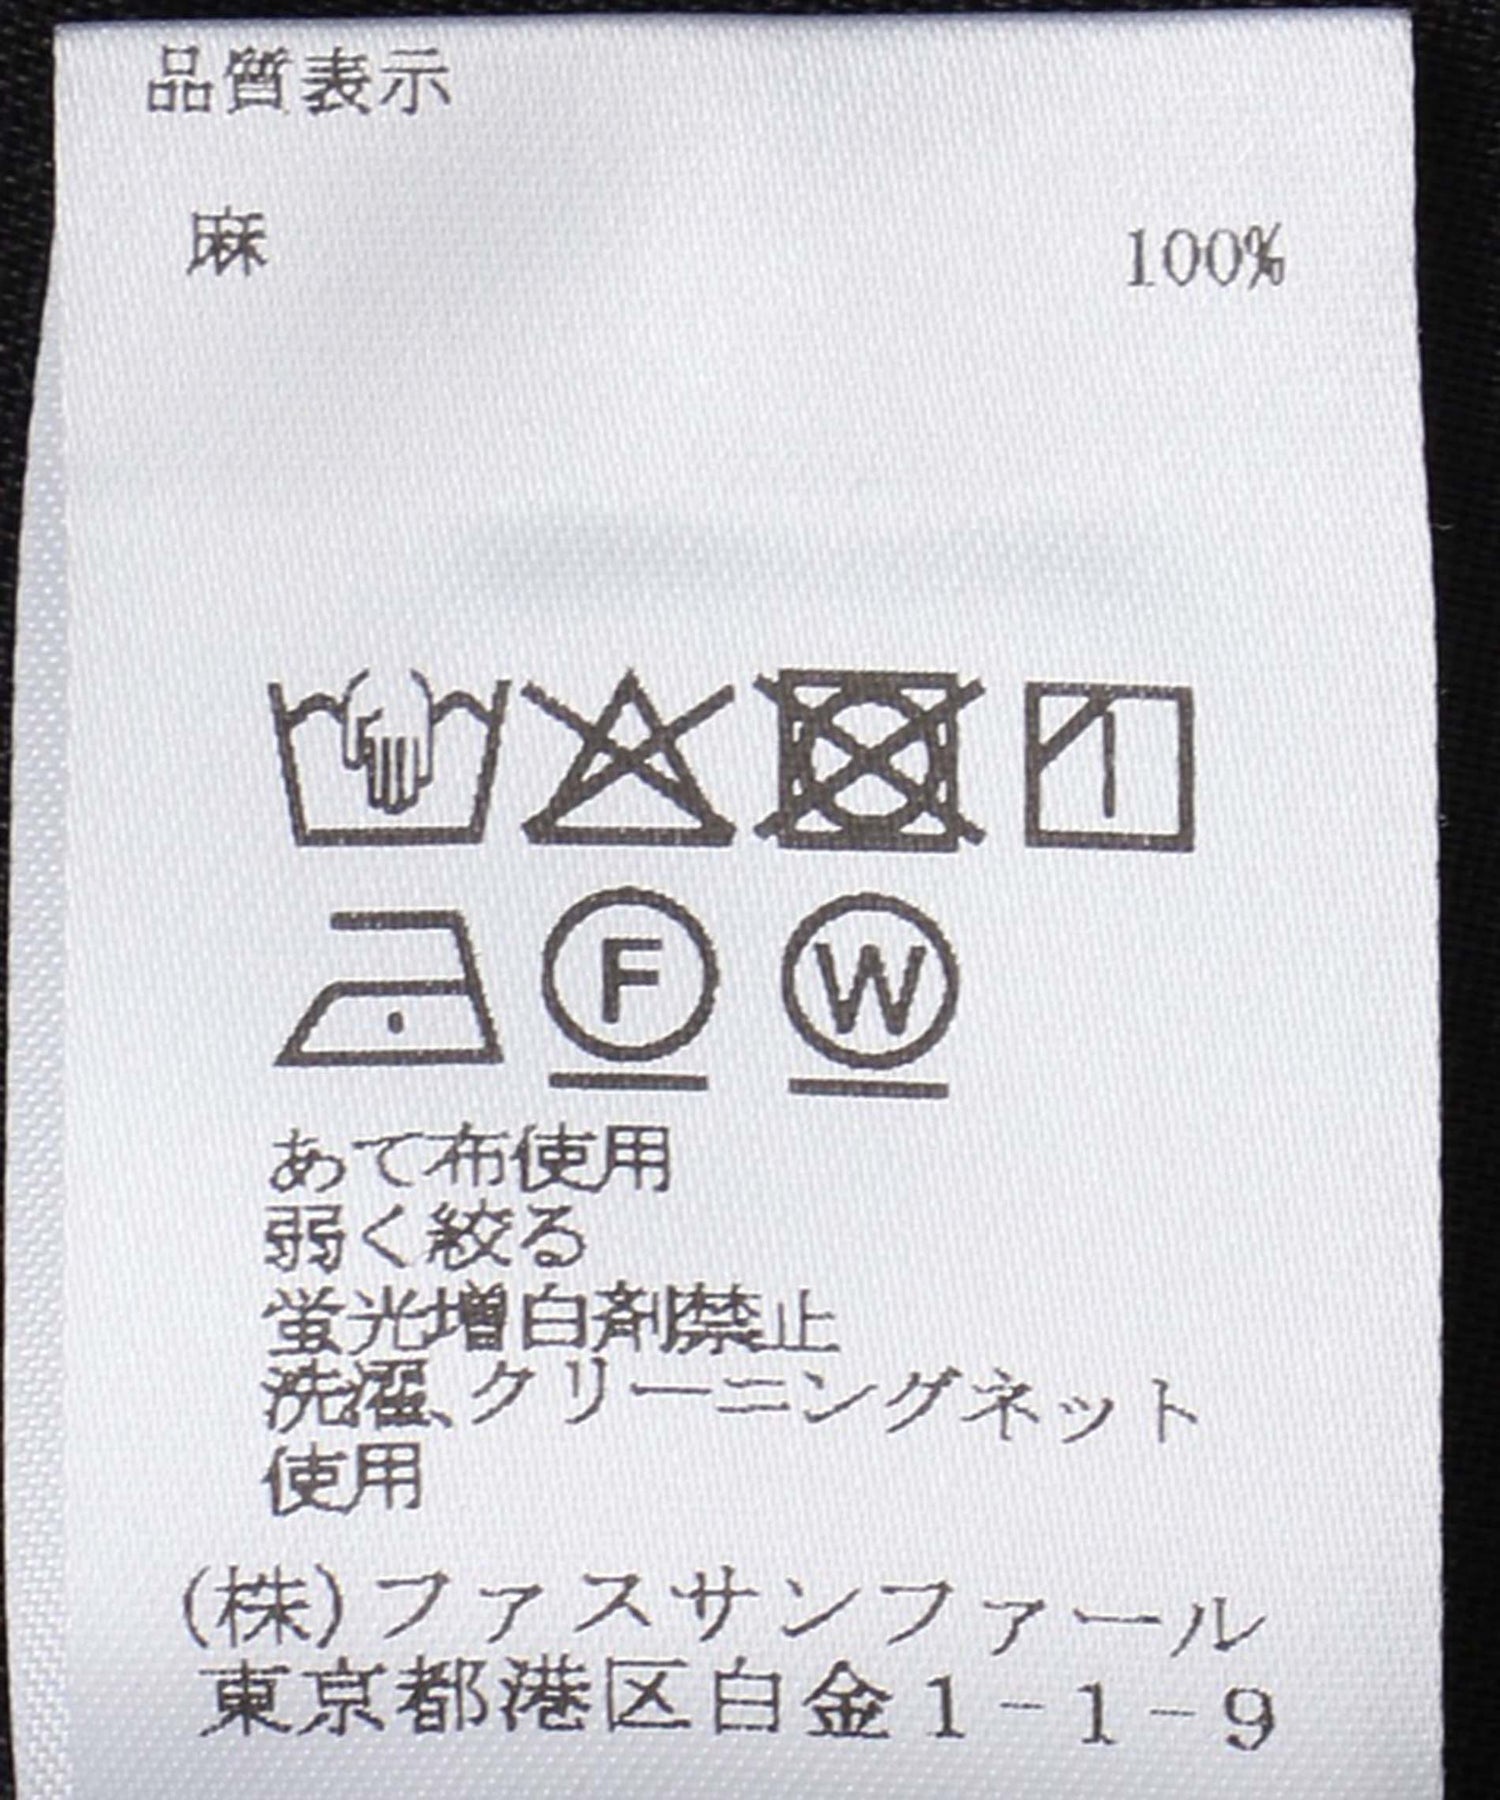 品質表示
麻 100%
F W
あて布使用
弱く絞る
蛍光増白剤禁止
洗濯、クリーニングネット
使用
(株)ファスサンファール
東京都港区白金1-1-9